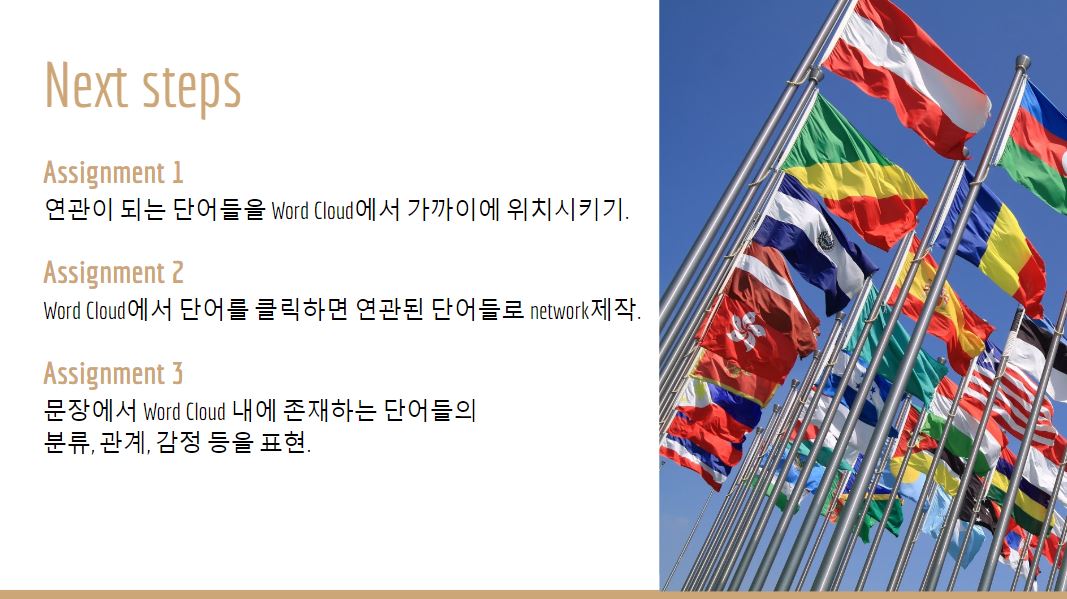 Next steps
Assignment 1
연관이 되는 단어들을 Word Cloud에서 가까이에 위치시키기.
Assignment 2
Word Cloud에서 단어를 클릭하면 연관된 단어들로 network제작.
Assignment 3
문장에서 Word Cloud 내에 존재하는 단어들의
분류, 관계, 감정 등을 표현.